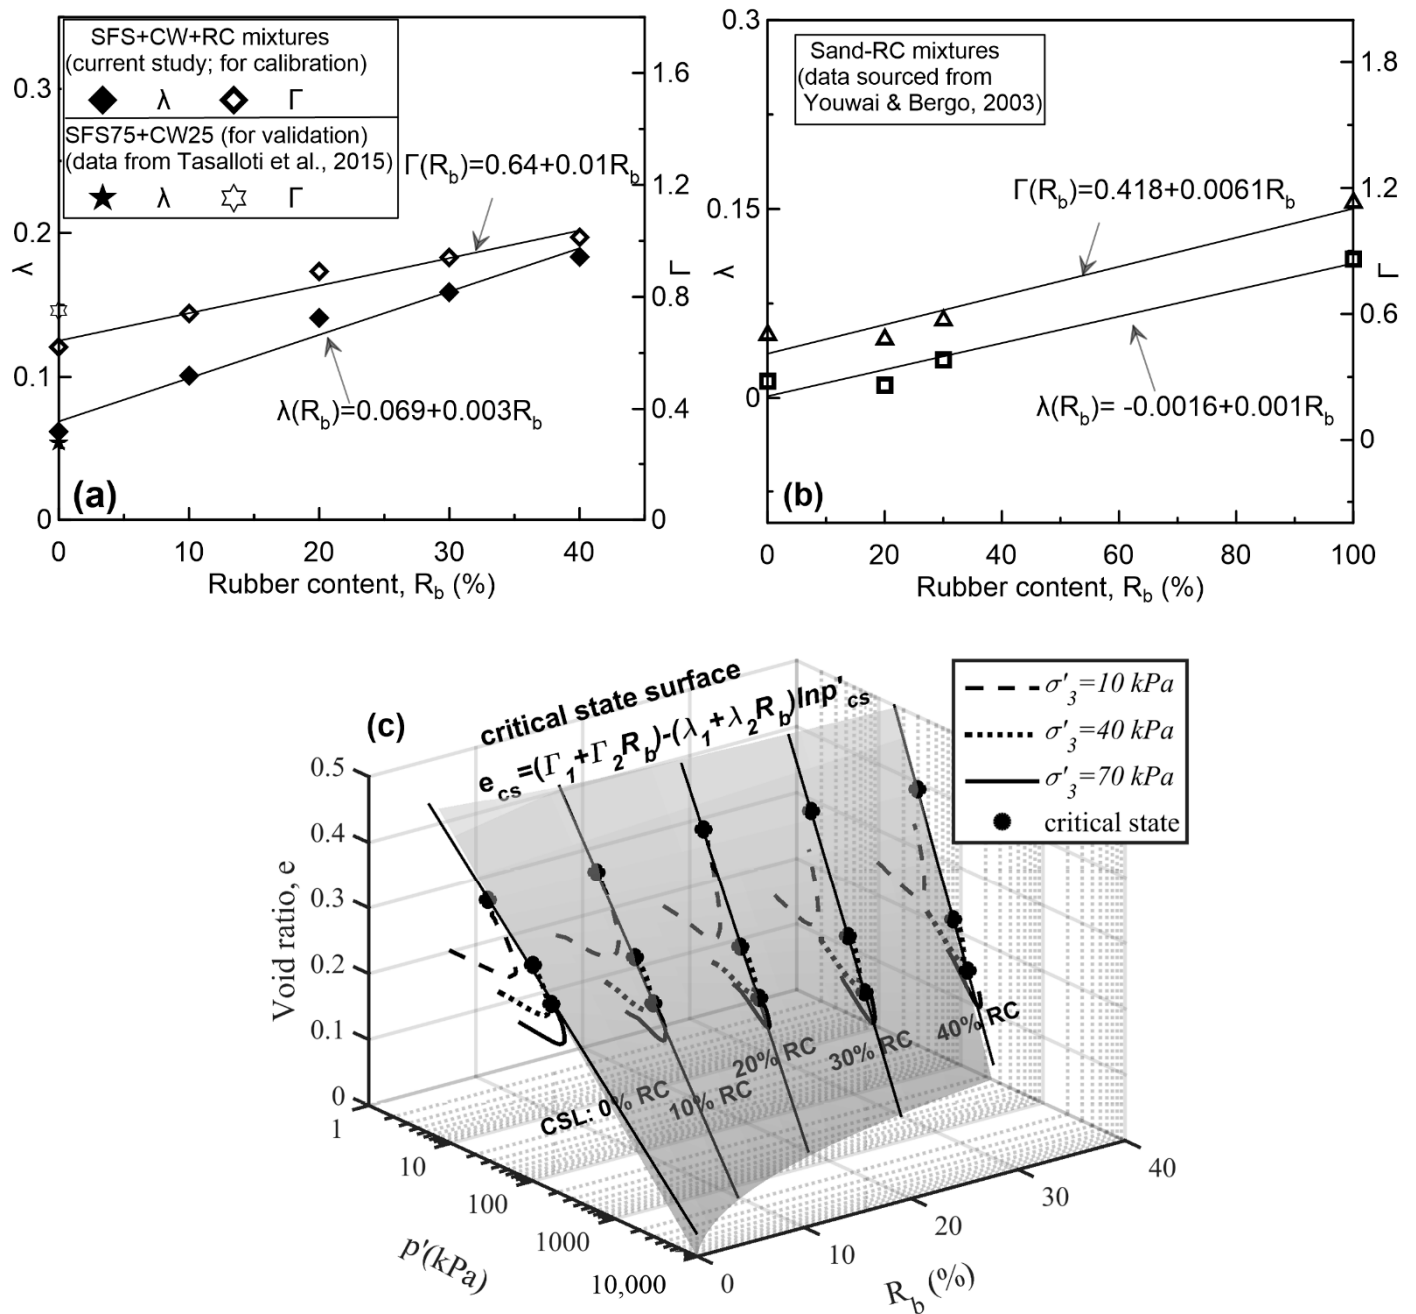 SFS+CW+RC mixtures
(current study; for calibration)
λ Γ
SFS75+CW25 (for validation)
(data from Tasalloti et al., 2015)
λ Γ
Γ(R_b)=0.64+0.01R_b
λ(R_b)=0.069+0.003R_b
(a)
0.3
0.2
0.1
0
λ
1.6
1.2
0.8
0.4
0
Γ
0 10 20 30 40
Rubber content, R_b (%)
Sand-RC mixtures
(data sourced from
Youwai & Bergo, 2003)
Γ(R_b)=0.418+0.0061R_b
λ(R_b)= -0.0016+0.001R_b
(b)
0.3
0.15
0
λ
1.8
1.2
0.6
0
Γ
0 20 40 60 80 100
Rubber content, R_b (%)
(c)
critical state surface
e_cs=(Γ_1+Γ_2R_b)-(λ_1+λ_2R_b)lnp'_cs
σ'_3=10 kPa
σ'_3=40 kPa
σ'_3=70 kPa
critical state
0.5
0.4
0.3
0.2
0.1
0
Void ratio, e
CSL: 0% RC
10% RC
20% RC
30% RC
40% RC
1
10
100
1000
10,000
p'(kPa)
0
10
20
30
40
R_b (%)